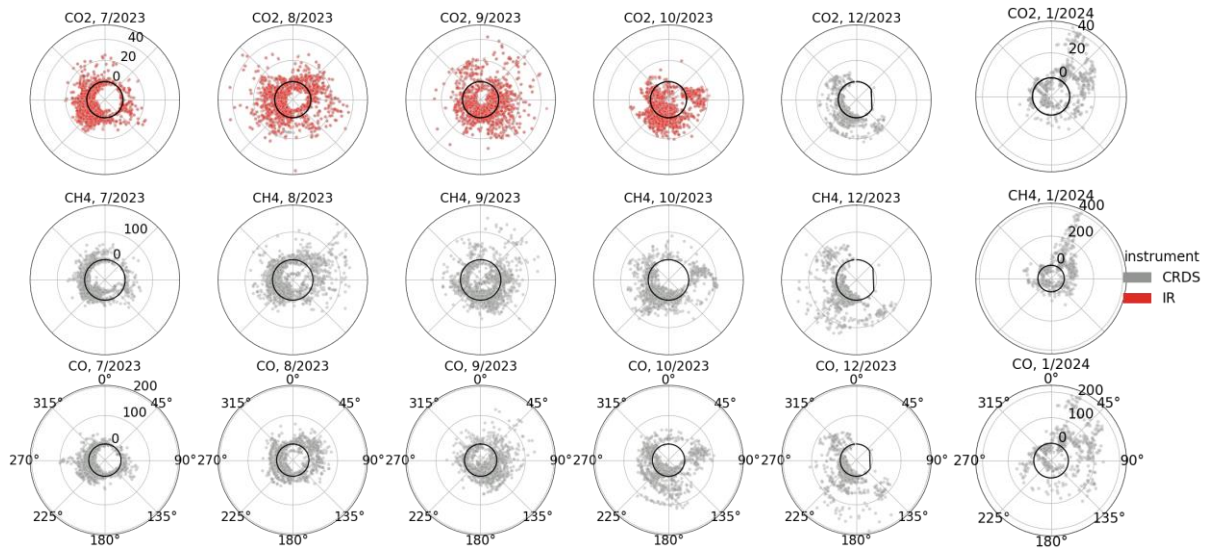 CO2, 7/2023 CO2, 8/2023 CO2, 9/2023 CO2, 10/2023 CO2, 12/2023 CO2, 1/2024
40 40
20 20
0 0
CH4, 7/2023 CH4, 8/2023 CH4, 9/2023 CH4, 10/2023 CH4, 12/2023 CH4, 1/2024
400
100 200
0 0
instrument
CRDS
IR
CO, 7/2023 CO, 8/2023 CO, 9/2023 CO, 10/2023 CO, 12/2023 CO, 1/2024
0° 0° 0° 0° 0° 0°
200 200
315° 45° 315° 45° 315° 45° 315° 45° 315° 45° 315° 45°
100 100
0 0
270° 90° 270° 90° 270° 90° 270° 90° 270° 90° 270° 90°
225° 135° 225° 135° 225° 135° 225° 135° 225° 135° 225° 135°
180° 180° 180° 180° 180° 180°